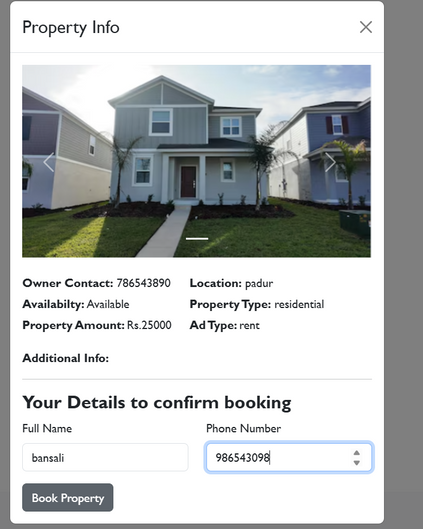 Property Info
Owner Contact: 786543890 Location: padur
Availabilty: Available Property Type: residential
Property Amount: Rs.25000 Ad Type: rent
Additional Info:
Your Details to confirm booking
Full Name Phone Number
bansali 986543098
Book Property